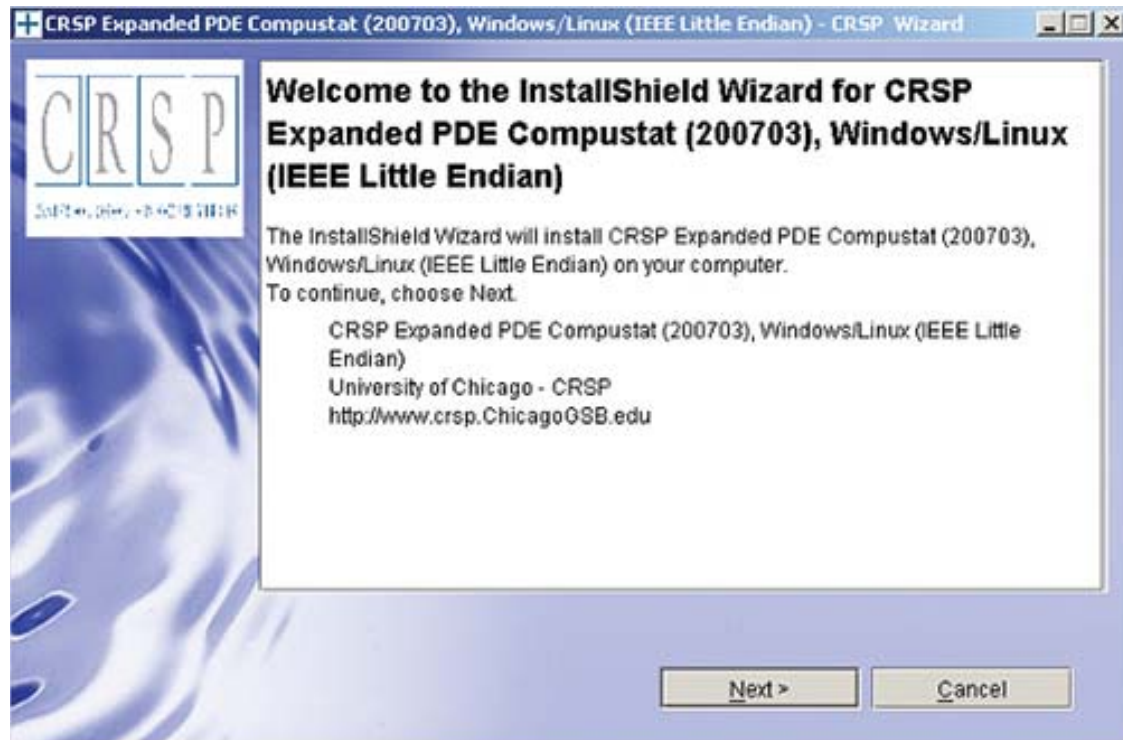 CRSP Expanded PDE Compustat (200703), Windows/Linux (IEEE Little Endian) - CRSP Wizard
CRSP
Welcome to the InstallShield Wizard for CRSP
Expanded PDE Compustat (200703), Windows/Linux
(IEEE Little Endian)
The InstallShield Wizard will install CRSP Expanded PDE Compustat (200703),
Windows/Linux (IEEE Little Endian) on your computer.
To continue, choose Next.
CRSP Expanded PDE Compustat (200703), Windows/Linux (IEEE Little
Endian)
University of Chicago - CRSP
http://www.crsp.ChicagoGSB.edu
Next >
Cancel